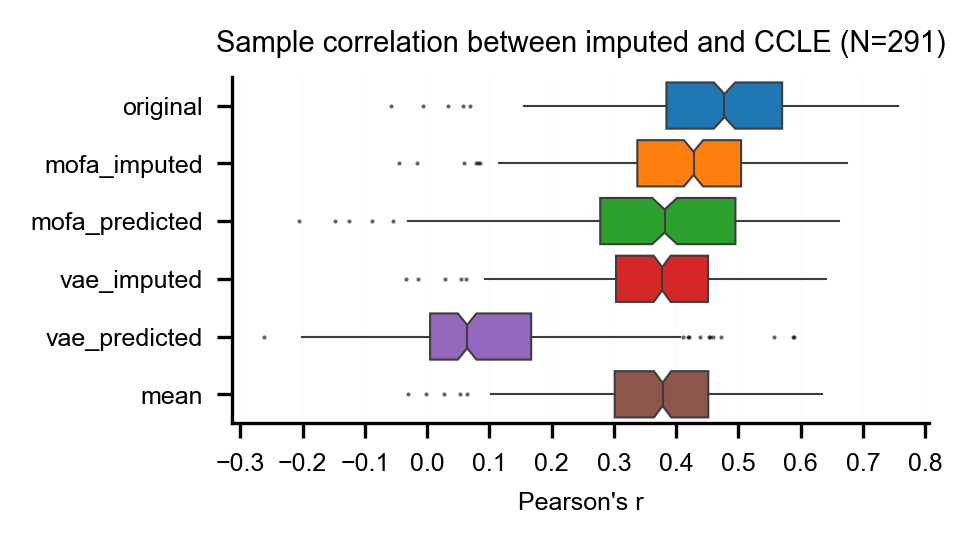 Sample correlation between imputed and CCLE (N=291)
original
mofa_imputed
mofa_predicted
vae_imputed
vae_predicted
mean
−0.3 −0.2 −0.1 0.0 0.1 0.2 0.3 0.4 0.5 0.6 0.7 0.8
Pearson's r